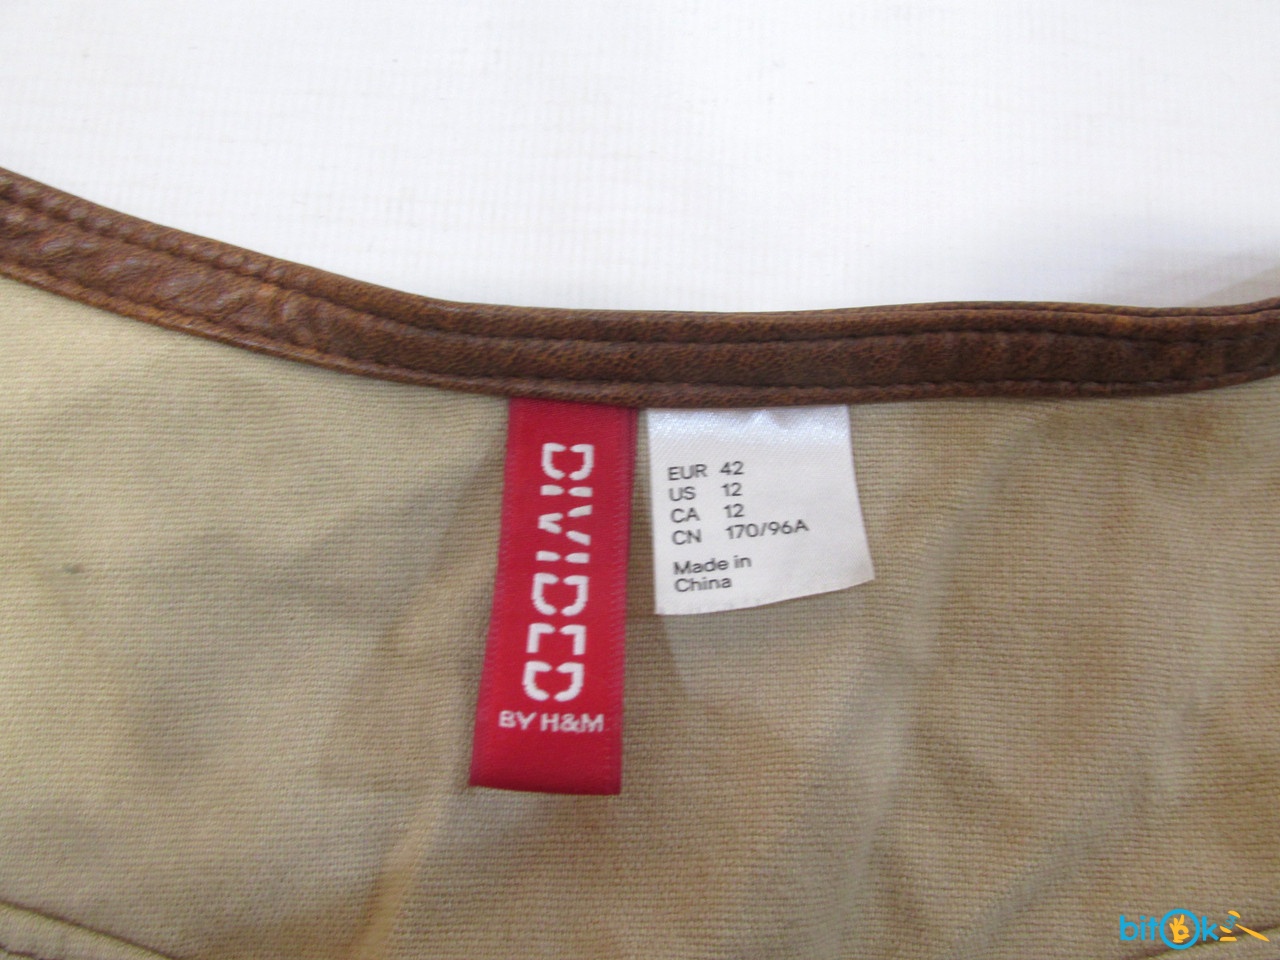 DIVIDED
BY H&M
EUR 42
US 12
CA 12
CN 170/96A
Made in
China
bitOk